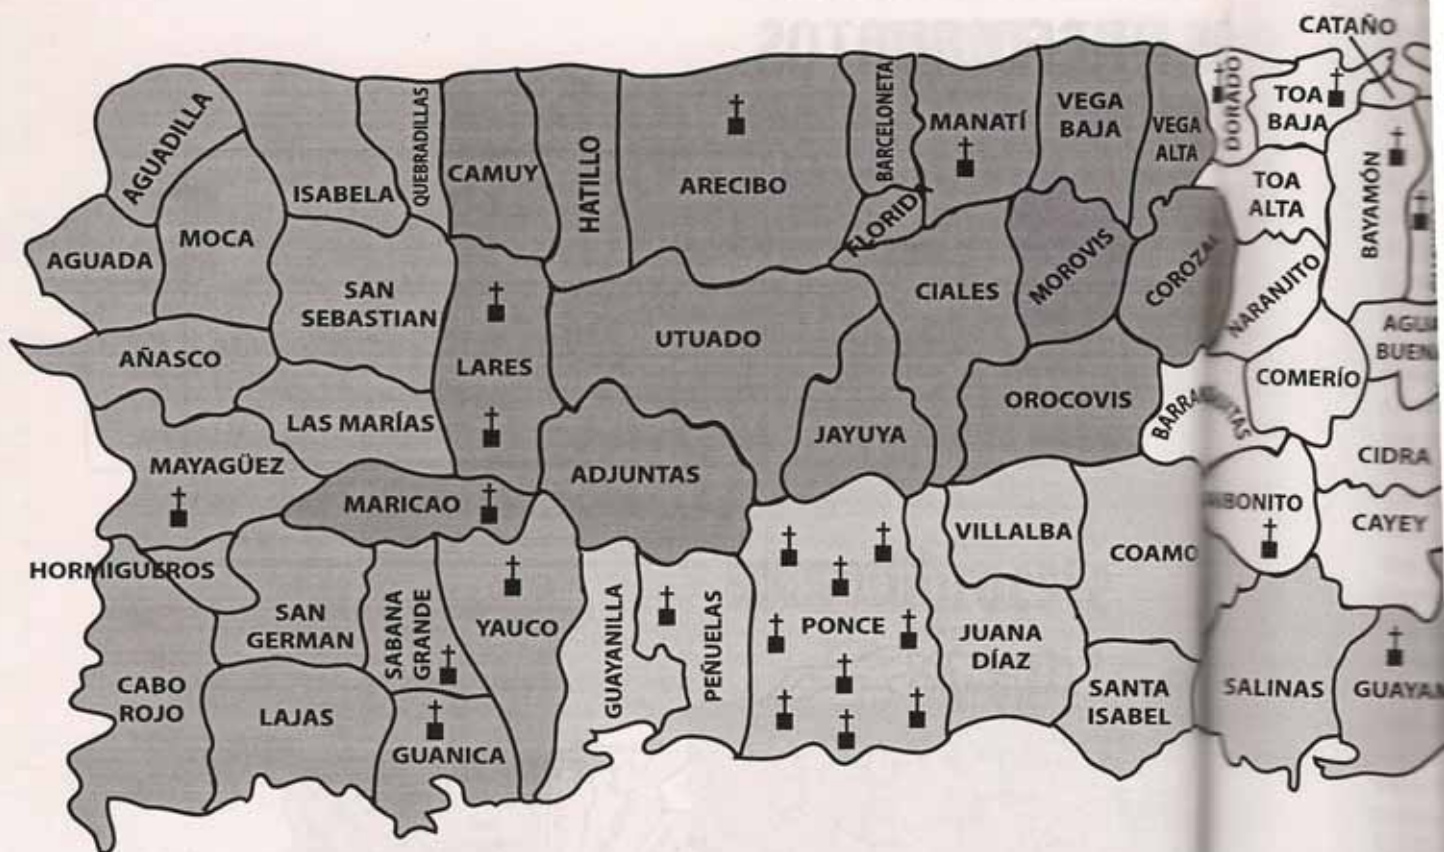 CATAÑO
AGUADILLA
ISABELA
QUEBRADILLAS
CAMUY
HATILLO
ARECIBO
BARCELONETA
FLORIDA
MANATÍ
VEGA
BAJA
VEGA
ALTA
DORADO
TOA
BAJA
TOA
ALTA
BAYAMÓN
AGUADA
MOCA
SAN
SEBASTIAN
LARES
UTUADO
CIALES
MOROVIS
COROZAL
NARANJITO
AÑASCO
LAS MARÍAS
JAYUYA
OROCOVIS
COMERÍO
CIDRA
MAYAGÜEZ
MARICAO
ADJUNTAS
VILLALBA
COAMO
CAYEY
HORMIGUEROS
SAN
GERMAN
SABANA
GRANDE
YAUCO
GUAYANILLA
PEÑUELAS
PONCE
JUANA
DÍAZ
SANTA
ISABEL
SALINAS
GUAYAM
CABO
ROJO
LAJAS
GUANICA